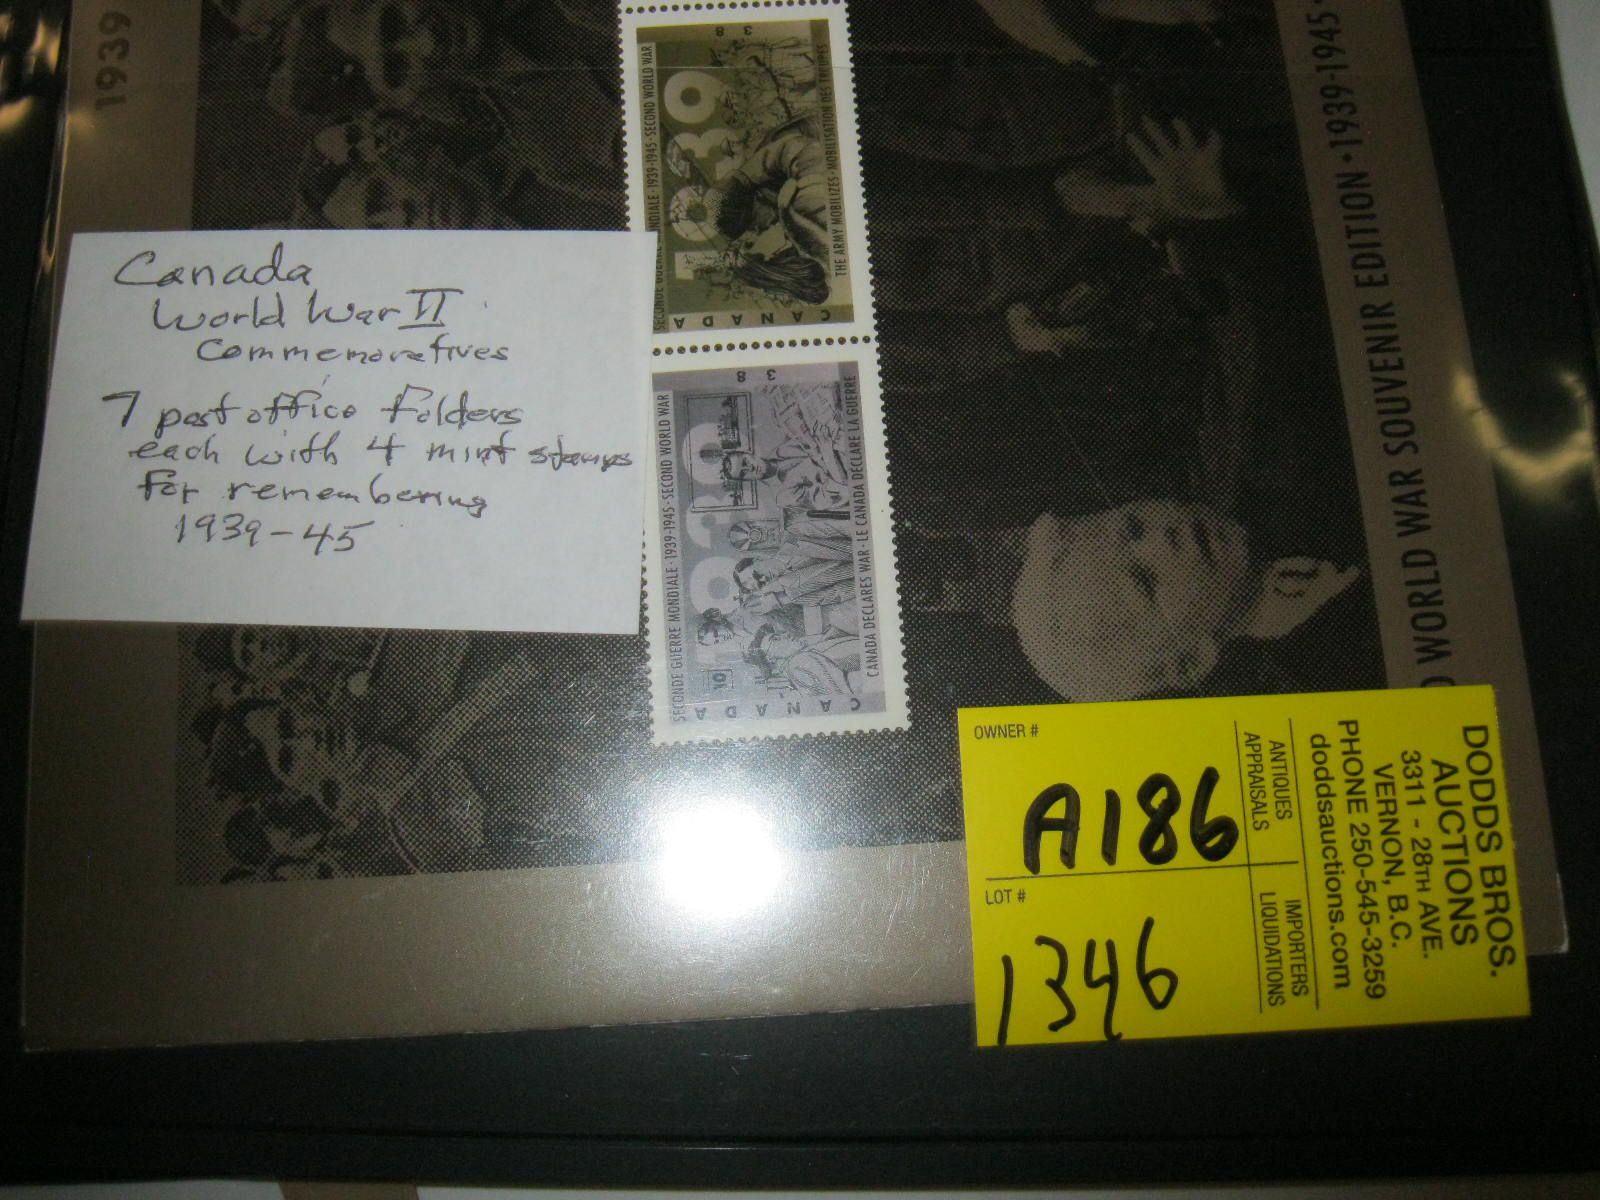 1939
Canada
World War II
Commemoratives
7 post office folders
each with 4 mint stamps
for remembering
1939-45
38
1939
SECONDE GUERRE MONDIALE · 1939-1945 · SECOND WORLD WAR
THE ARMY MOBILIZES · MOBILISATION DES TROUPES
CANADA
38
1939
SECONDE GUERRE MONDIALE · 1939-1945 · SECOND WORLD WAR
CANADA DECLARES WAR · LE CANADA DÉCLARE LA GUERRE
CANADA
WORLD WAR SOUVENIR EDITION · 1939-1945 ·
DODDS BROS.
AUCTIONS
3311 - 28TH AVE.
VERNON, B.C.
PHONE 250-545-3259
doddsauctions.com
ANTIQUES
APPRAISALS
IMPORTERS
LIQUIDATIONS
OWNER #
A186
LOT #
1346